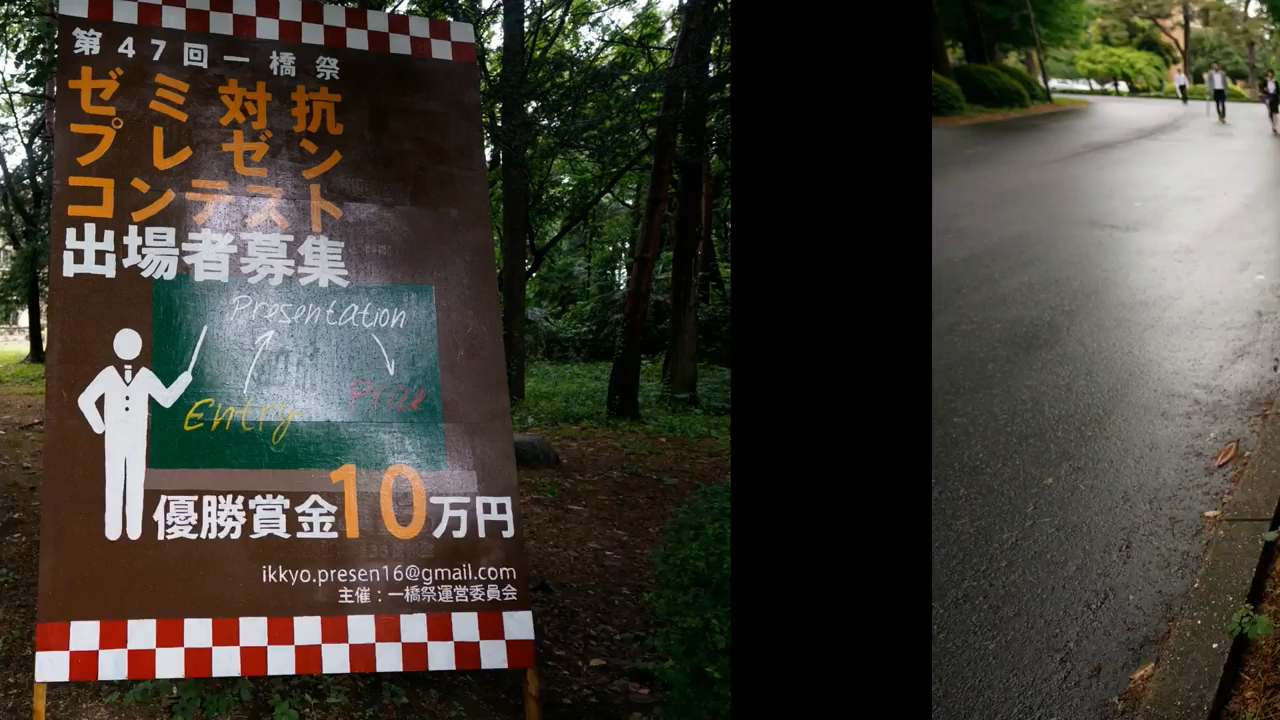 第47回一橋祭
ゼミ対抗
プレゼン
コンテスト
出場者募集
Presentation
Entry
Prize
優勝賞金10万円
ikkyo.presen16@gmail.com
主催：一橋祭運営委員会